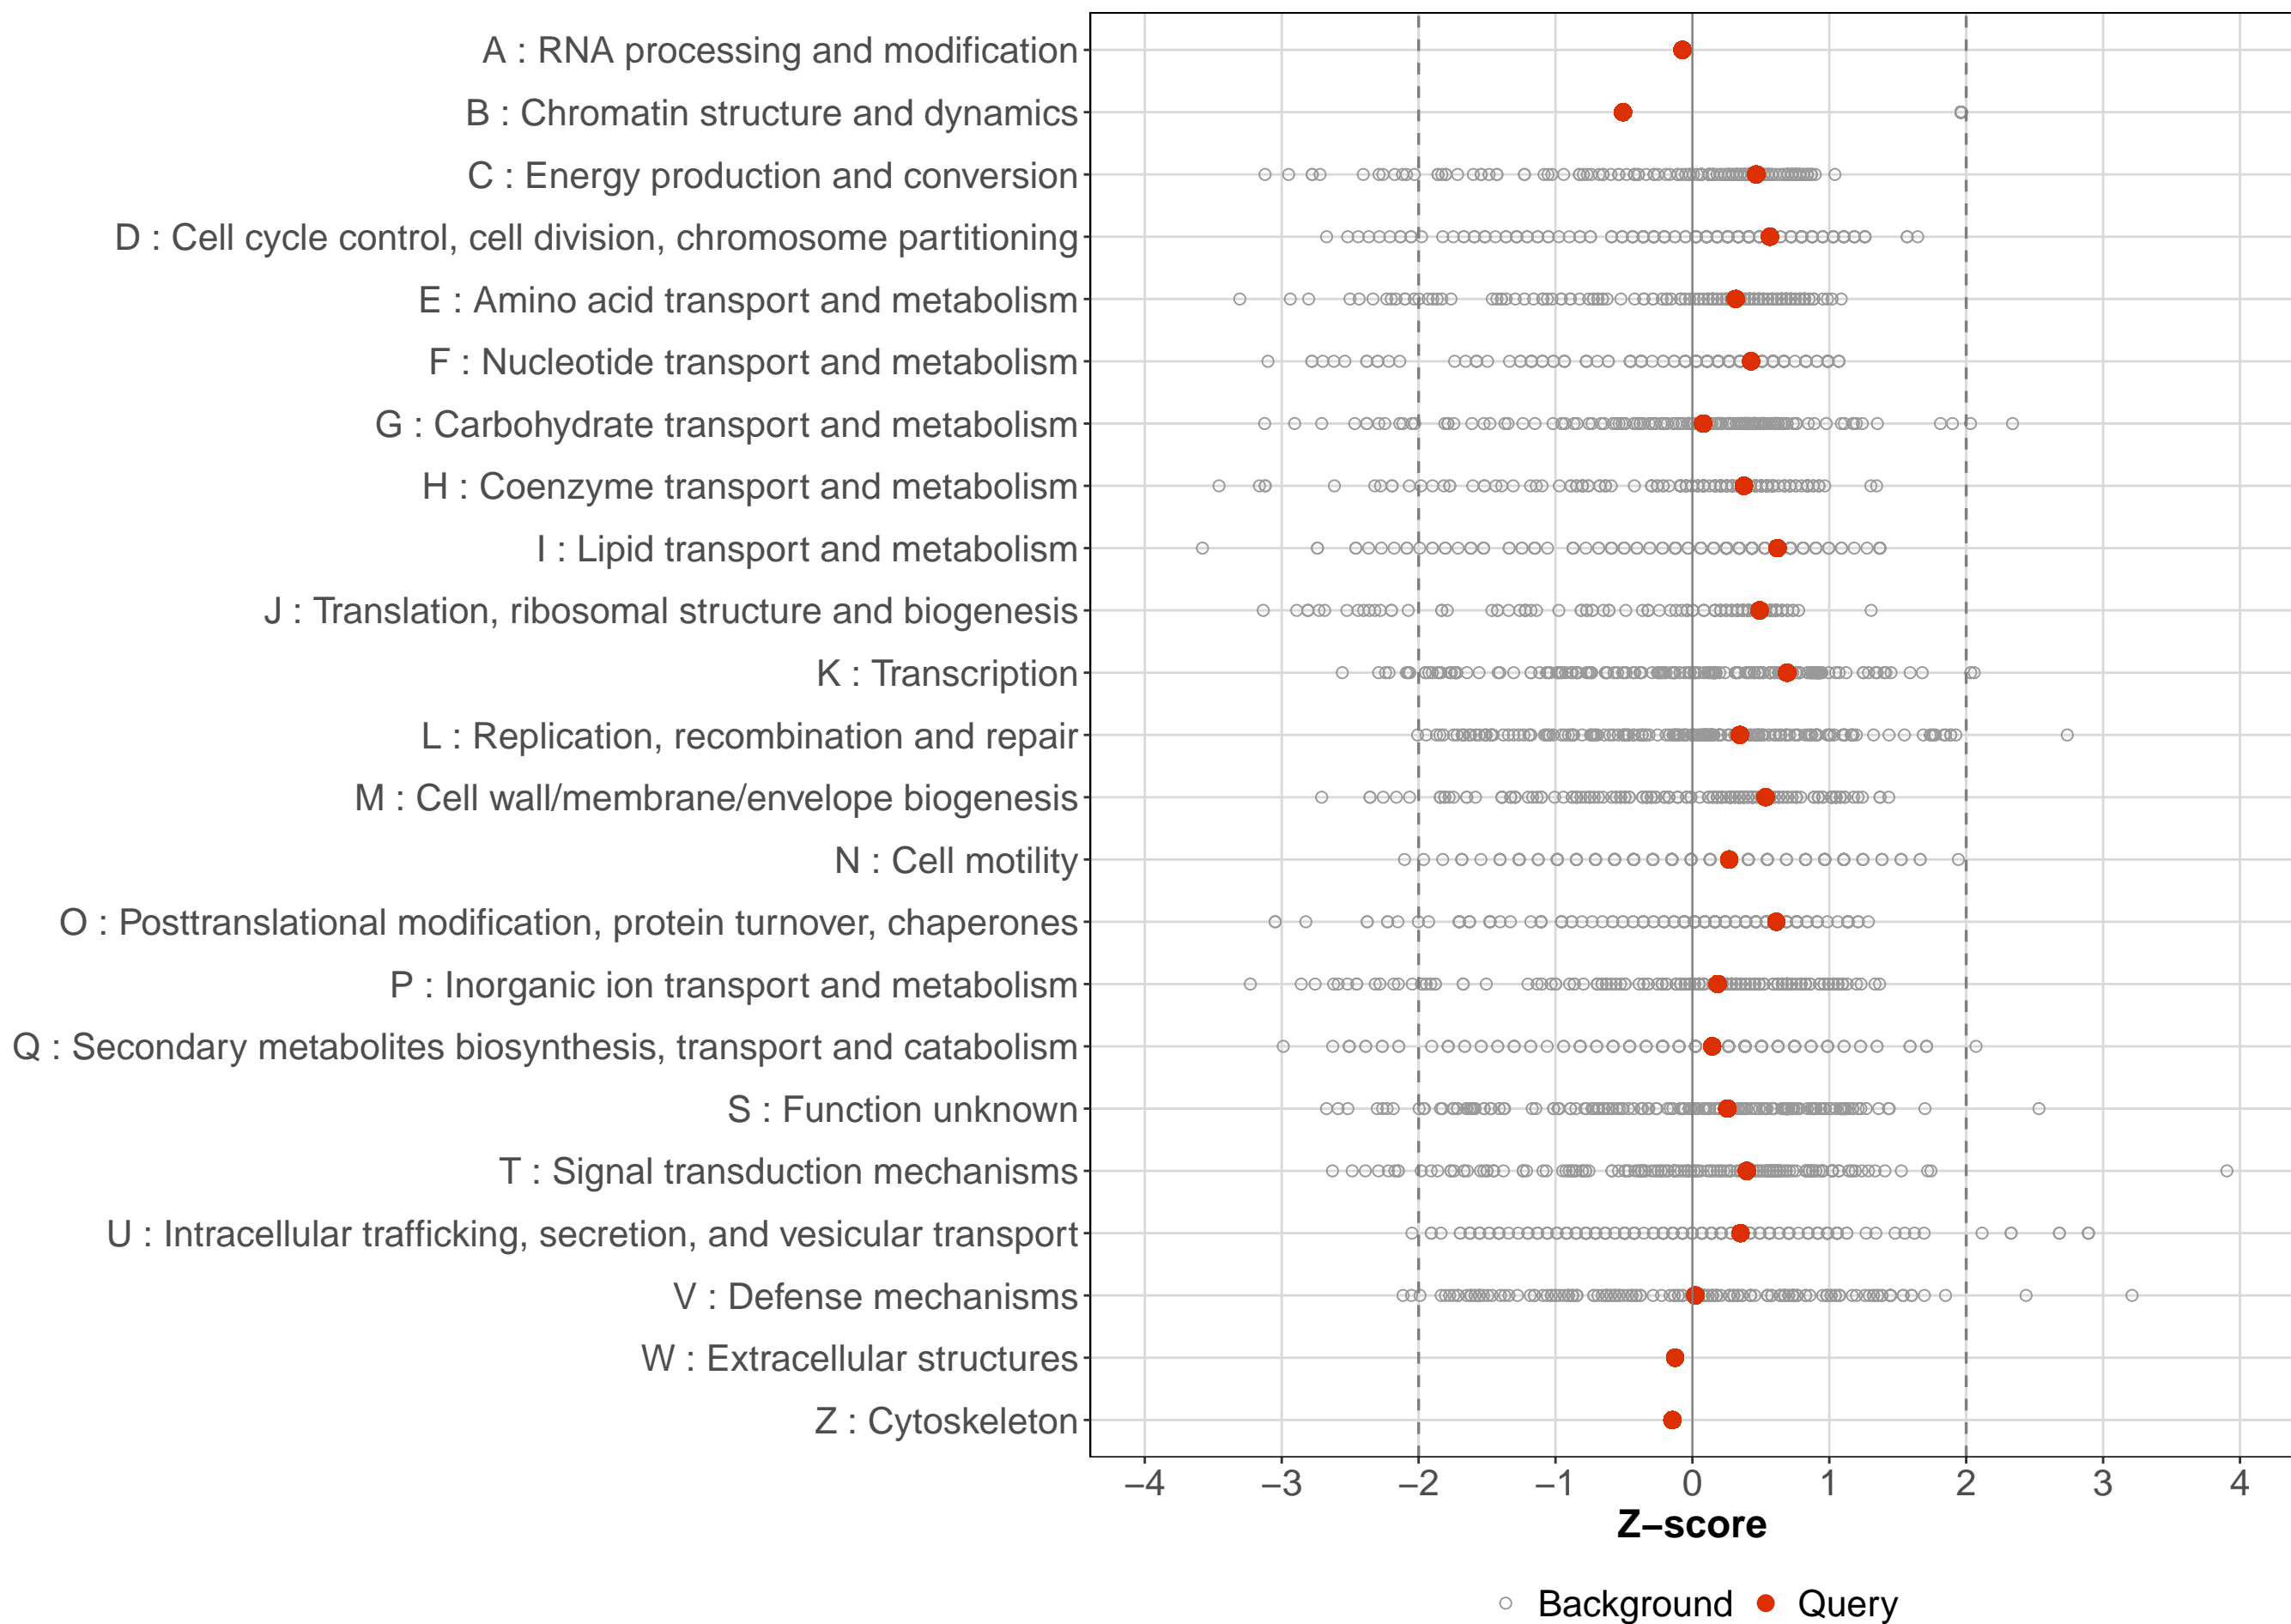 A : RNA processing and modification
B : Chromatin structure and dynamics
C : Energy production and conversion
D : Cell cycle control, cell division, chromosome partitioning
E : Amino acid transport and metabolism
F : Nucleotide transport and metabolism
G : Carbohydrate transport and metabolism
H : Coenzyme transport and metabolism
I : Lipid transport and metabolism
J : Translation, ribosomal structure and biogenesis
K : Transcription
L : Replication, recombination and repair
M : Cell wall/membrane/envelope biogenesis
N : Cell motility
O : Posttranslational modification, protein turnover, chaperones
P : Inorganic ion transport and metabolism
Q : Secondary metabolites biosynthesis, transport and catabolism
S : Function unknown
T : Signal transduction mechanisms
U : Intracellular trafficking, secretion, and vesicular transport
V : Defense mechanisms
W : Extracellular structures
Z : Cytoskeleton
−4 −3 −2 −1 0 1 2 3 4
Z−score
Background Query